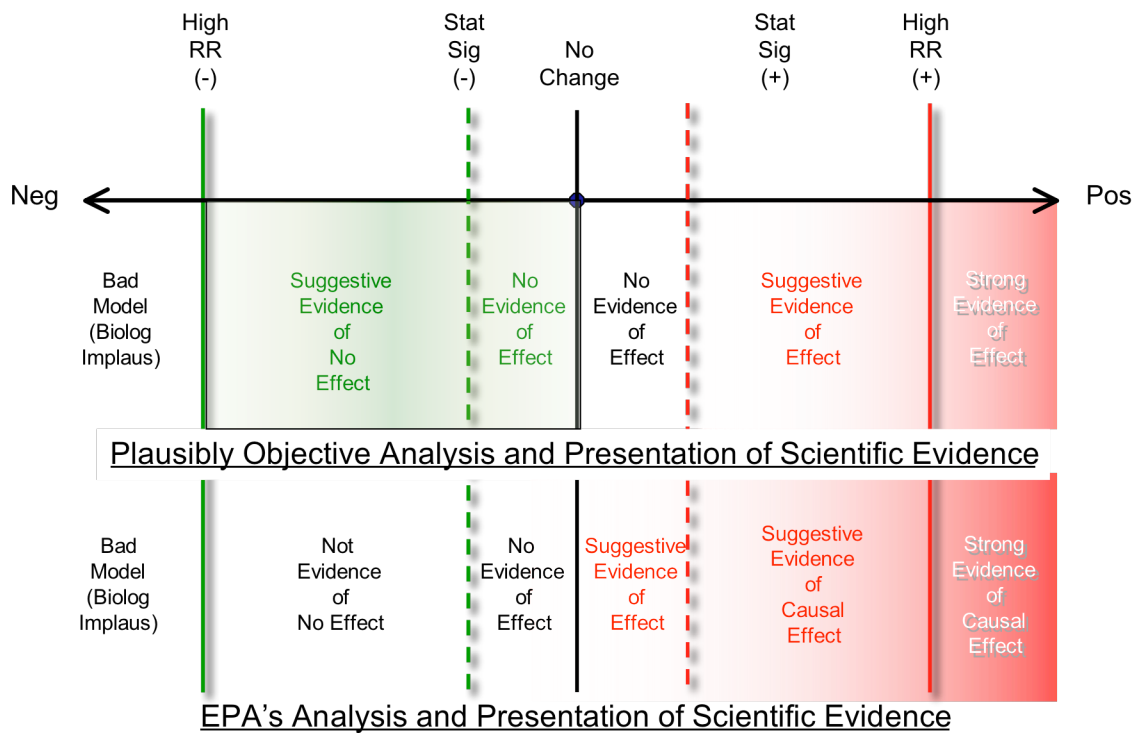 High
RR
(-)
Stat
Sig
(-)
No
Change
Stat
Sig
(+)
High
RR
(+)
Neg
Pos
Bad
Model
(Biolog
Implaus)
Suggestive
Evidence
of
No
Effect
No
Evidence
of
Effect
No
Evidence
of
Effect
Suggestive
Evidence
of
Effect
Strong
Evidence
of
Effect
Plausibly Objective Analysis and Presentation of Scientific Evidence
Bad
Model
(Biolog
Implaus)
Not
Evidence
of
No Effect
No
Evidence
of
Effect
Suggestive
Evidence
of
Effect
Suggestive
Evidence
of
Causal
Effect
Strong
Evidence
of
Causal
Effect
EPA's Analysis and Presentation of Scientific Evidence